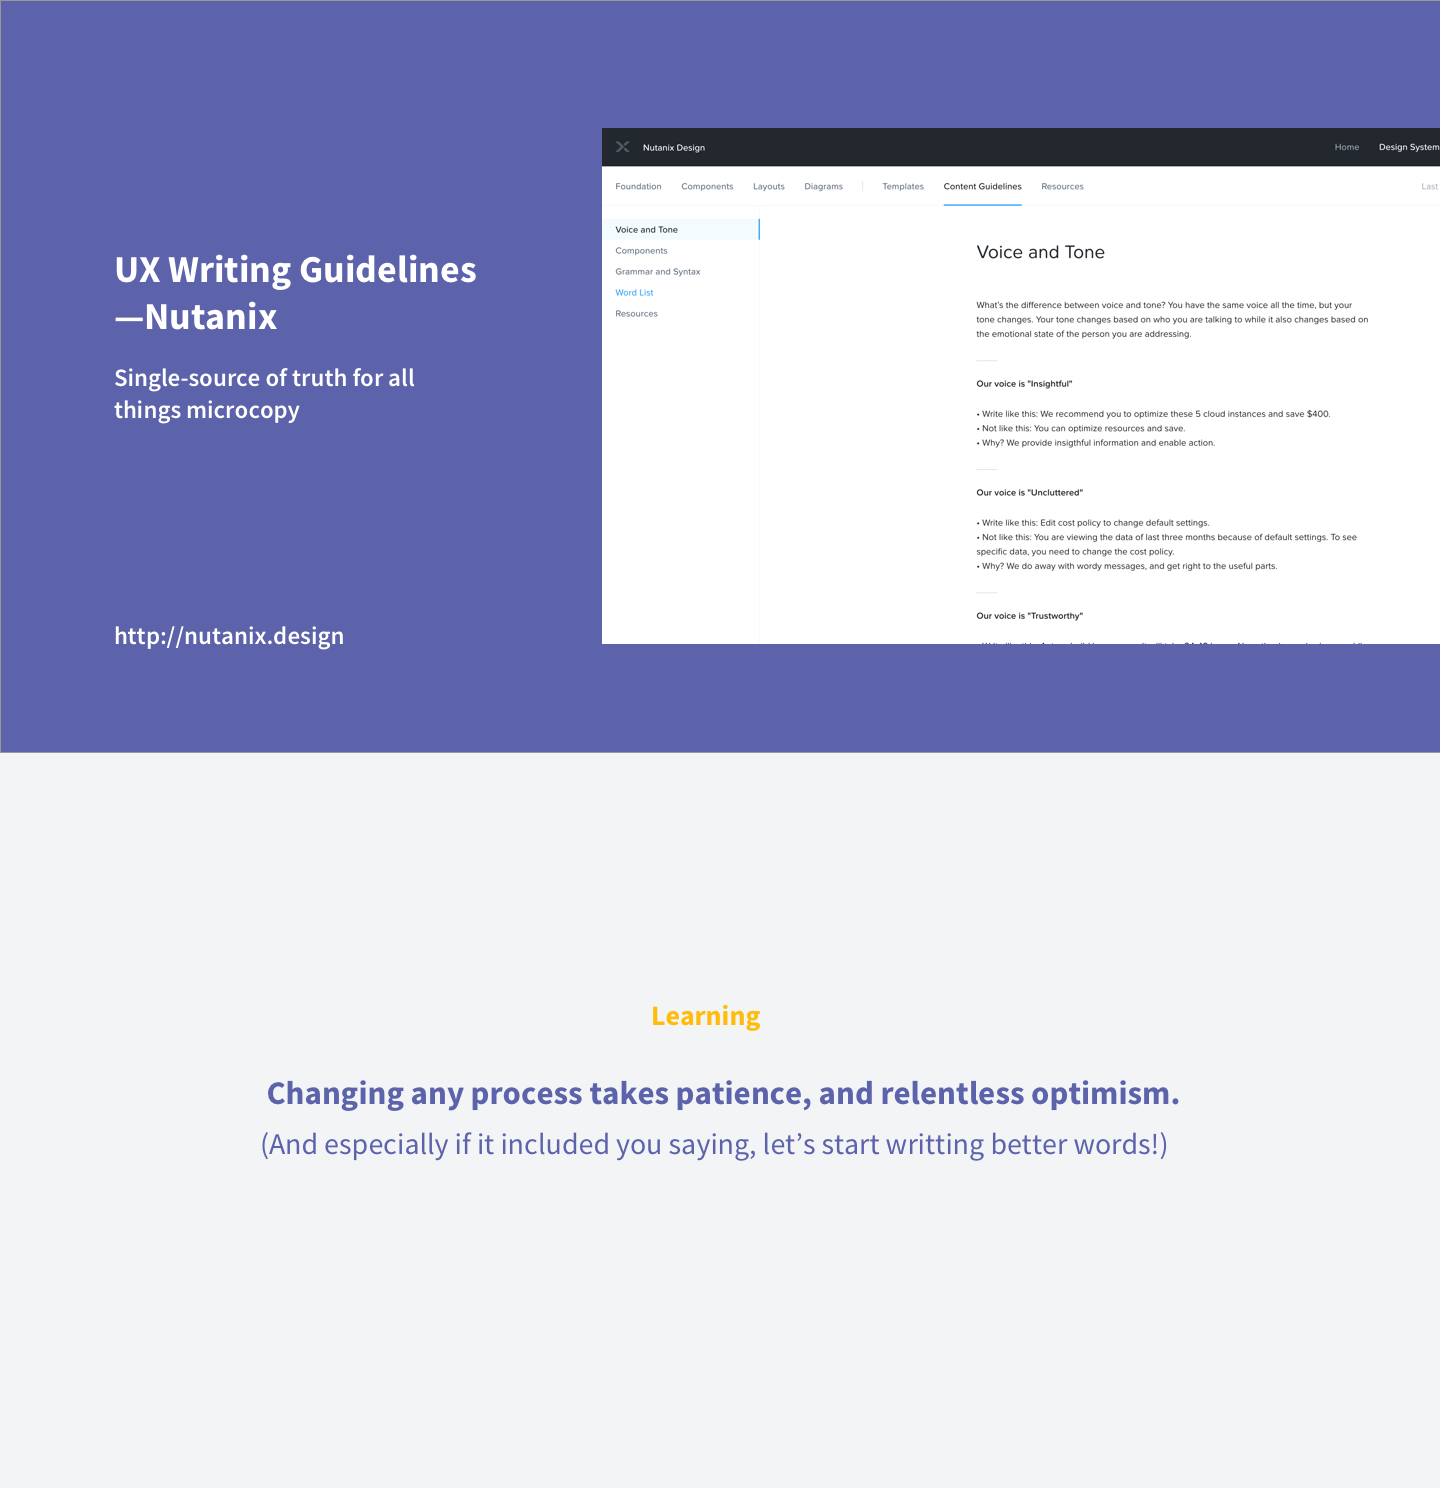 UX Writing Guidelines
—Nutanix
Single-source of truth for all
things microcopy
http://nutanix.design
Nutanix Design
Home
Design System
Foundation
Components
Layouts
Diagrams
Templates
Content Guidelines
Resources
Last
Voice and Tone
Components
Grammar and Syntax
Word List
Resources
Voice and Tone
What's the difference between voice and tone? You have the same voice all the time, but your
tone changes. Your tone changes based on who you are talking to while it also changes based on
the emotional state of the person you are addressing.
Our voice is "Insightful"
• Write like this: We recommend you to optimize these 5 cloud instances and save $400.
• Not like this: You can optimize resources and save.
• Why? We provide insigthful information and enable action.
Our voice is "Uncluttered"
• Write like this: Edit cost policy to change default settings.
• Not like this: You are viewing the data of last three months because of default settings. To see
specific data, you need to change the cost policy.
• Why? We do away with wordy messages, and get right to the useful parts.
Our voice is "Trustworthy"
Learning
Changing any process takes patience, and relentless optimism.
(And especially if it included you saying, let’s start writting better words!)